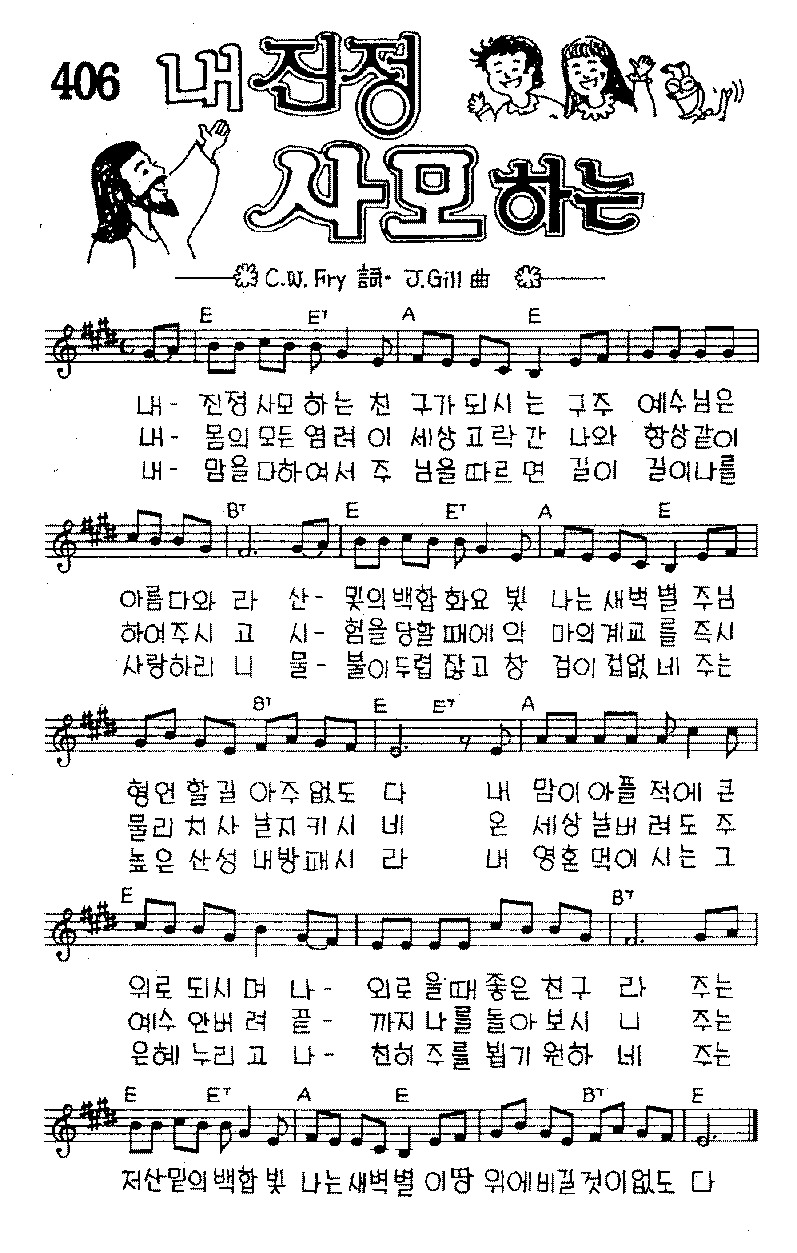 406 내 진정
사모하는
C.W. Fry 詞· J.Gill 曲
E E7 A E
내- 진정사모하는 친 구가되시는 구주 예수님은
내- 몸의모든염려이 세상고락간 나와 항상같이
내- 맘을다하여서주 님을따르면 길이 길이나를
B7 E E7 A E
아름다와 라 산- 밑의백합화요빛 나는새벽별 주님
하여주시 고 시- 험을당할때에악 마의계교를 즉시
사랑하리 니 물- 불이두렵잖고창 검이겁없네 주는
B7 E E7 A
형언할길아주없도 다 내 맘이아플적에큰
물리치사날지키시 네 온 세상날버려도주
높은산성내방패시 라 내 영혼먹이시는그
E B7
위로되시며 나- 외로울때좋은친구 라 주는
예수안버려 끝- 까지나를돌아보시 니 주는
은혜누리고 나- 친히주를뵙기원하 네 주는
E E7 A E B7 E
저산밑의백합빛 나는새벽별 이땅 위에비길것이없도 다